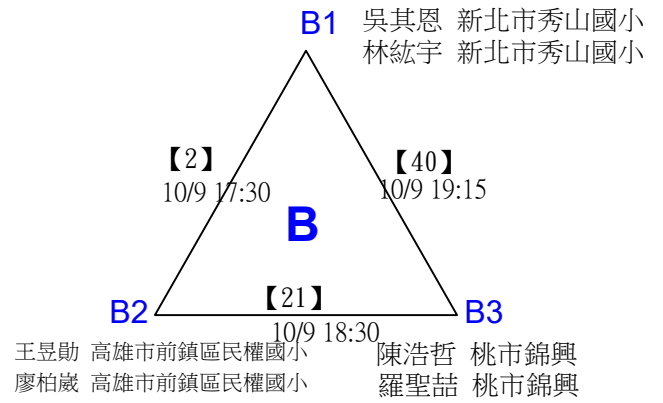 B1
吳其恩 新北市秀山國小
林紘宇 新北市秀山國小
【2】
10/9 17:30
【40】
10/9 19:15
B
【21】
10/9 18:30
B2
B3
王昱勛 高雄市前鎮區民權國小
廖柏崴 高雄市前鎮區民權國小
陳浩哲 桃市錦興
羅聖喆 桃市錦興